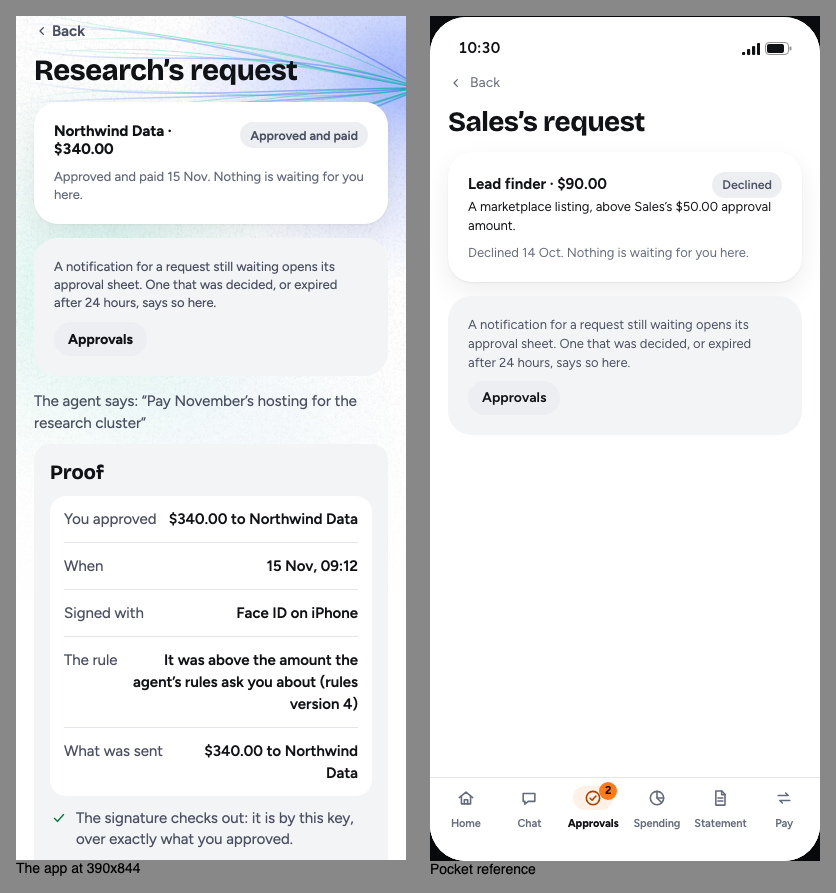 Back
Research's request
Northwind Data ·
$340.00
Approved and paid
Approved and paid 15 Nov. Nothing is waiting for you
here.
A notification for a request still waiting opens its
approval sheet. One that was decided, or expired
after 24 hours, says so here.
Approvals
The agent says: “Pay November’s hosting for the
research cluster”
Proof
You approved $340.00 to Northwind Data
When 15 Nov, 09:12
Signed with Face ID on iPhone
The rule It was above the amount the
agent’s rules ask you about (rules
version 4)
What was sent $340.00 to Northwind
Data
The signature checks out: it is by this key,
over exactly what you approved.
The app at 390x844
10:30
Back
Sales’s request
Lead finder · $90.00
Declined
A marketplace listing, above Sales’s $50.00 approval
amount.
Declined 14 Oct. Nothing is waiting for you here.
A notification for a request still waiting opens its
approval sheet. One that was decided, or expired
after 24 hours, says so here.
Approvals
2
Home Chat Approvals Spending Statement Pay
Pocket reference